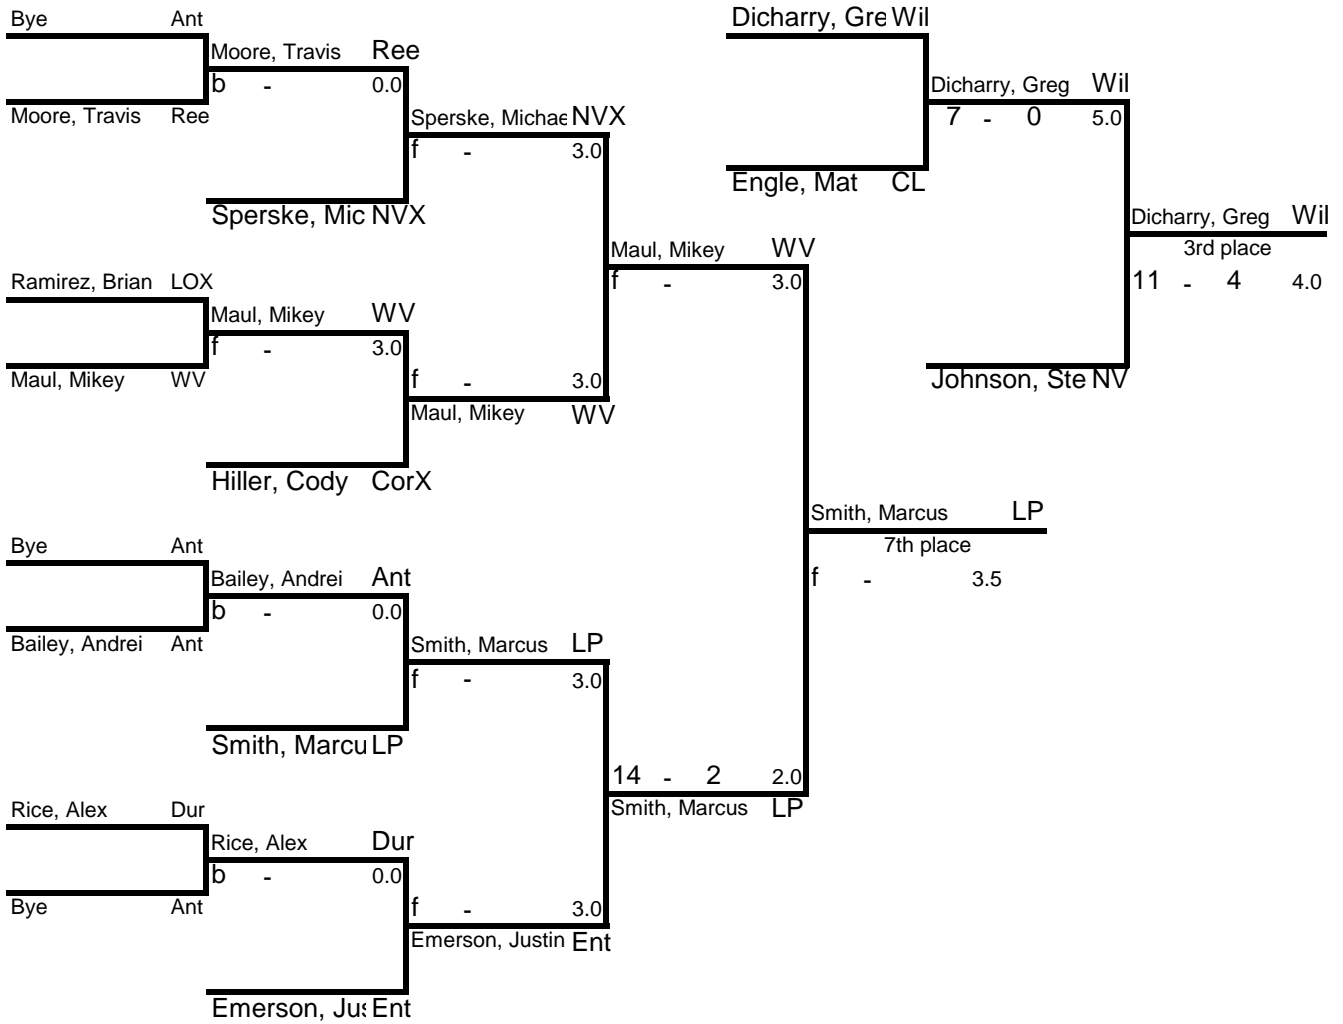 Bye Ant
Moore, Travis Ree
b - 0.0
Moore, Travis Ree
Sperske, Michae NVX
f - 3.0
Sperske, Mic NVX
Ramirez, Brian LOX
Maul, Mikey WV
f - 3.0
Maul, Mikey WV
f - 3.0
Maul, Mikey WV
Hiller, Cody CorX
Maul, Mikey WV
f - 3.0
Bye Ant
Bailey, Andrei Ant
b - 0.0
Bailey, Andrei Ant
Smith, Marcus LP
f - 3.0
Smith, Marcu LP
14 - 2 2.0
Smith, Marcus LP
Rice, Alex Dur
Rice, Alex Dur
b - 0.0
Bye Ant
f - 3.0
Emerson, Justin Ent
Emerson, Jus Ent
Smith, Marcus LP
7th place
f - 3.5
Dicharry, Gre Wil
Dicharry, Greg Wil
7 - 0 5.0
Engle, Mat CL
Dicharry, Greg Wil
3rd place
11 - 4 4.0
Johnson, Ste NV